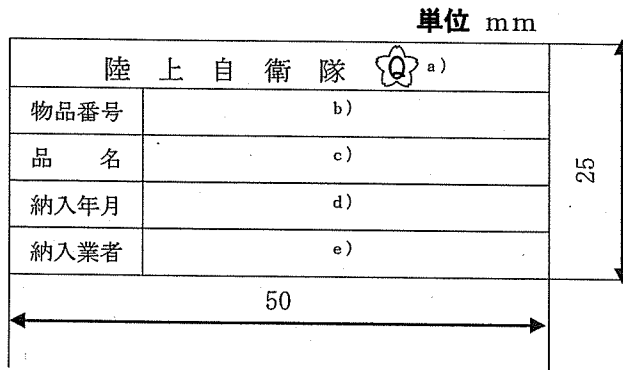 単位 mm
陸上自衛隊 Q a)
物品番号 b)
品名 c)
納入年月 d)
納入業者 e)
25
50